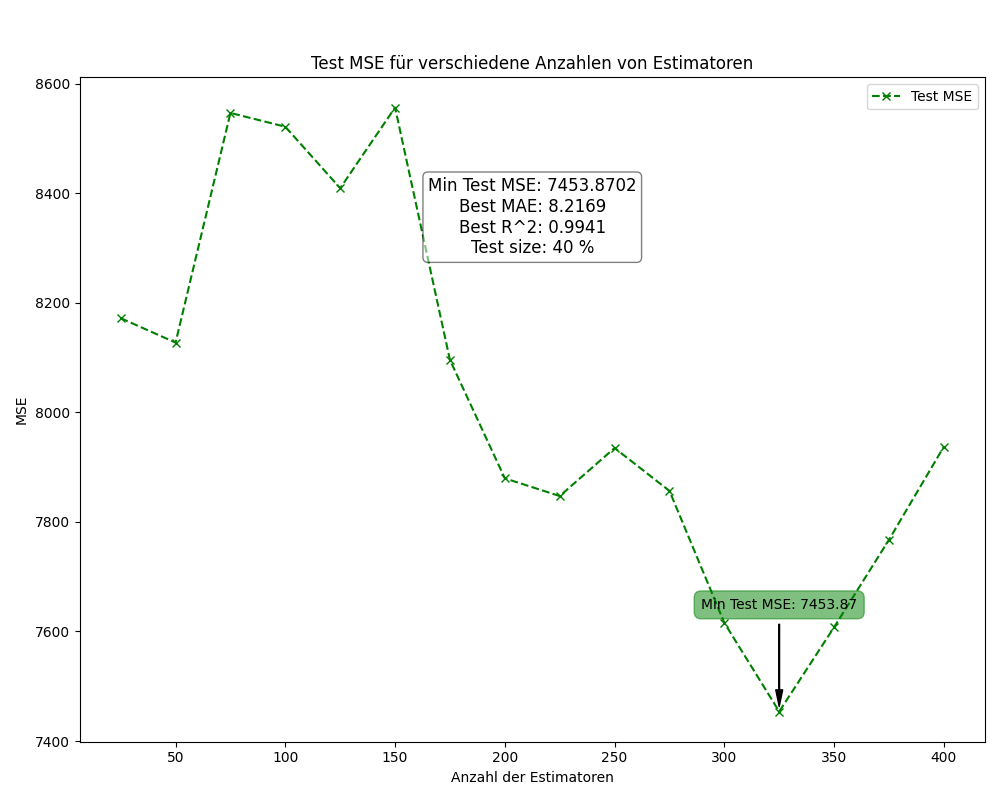 Test MSE für verschiedene Anzahlen von Estimatoren
Test MSE
Min Test MSE: 7453.8702
Best MAE: 8.2169
Best R^2: 0.9941
Test size: 40 %
Min Test MSE: 7453.87
MSE
8600
8400
8200
8000
7800
7600
7400
50 100 150 200 250 300 350 400
Anzahl der Estimatoren